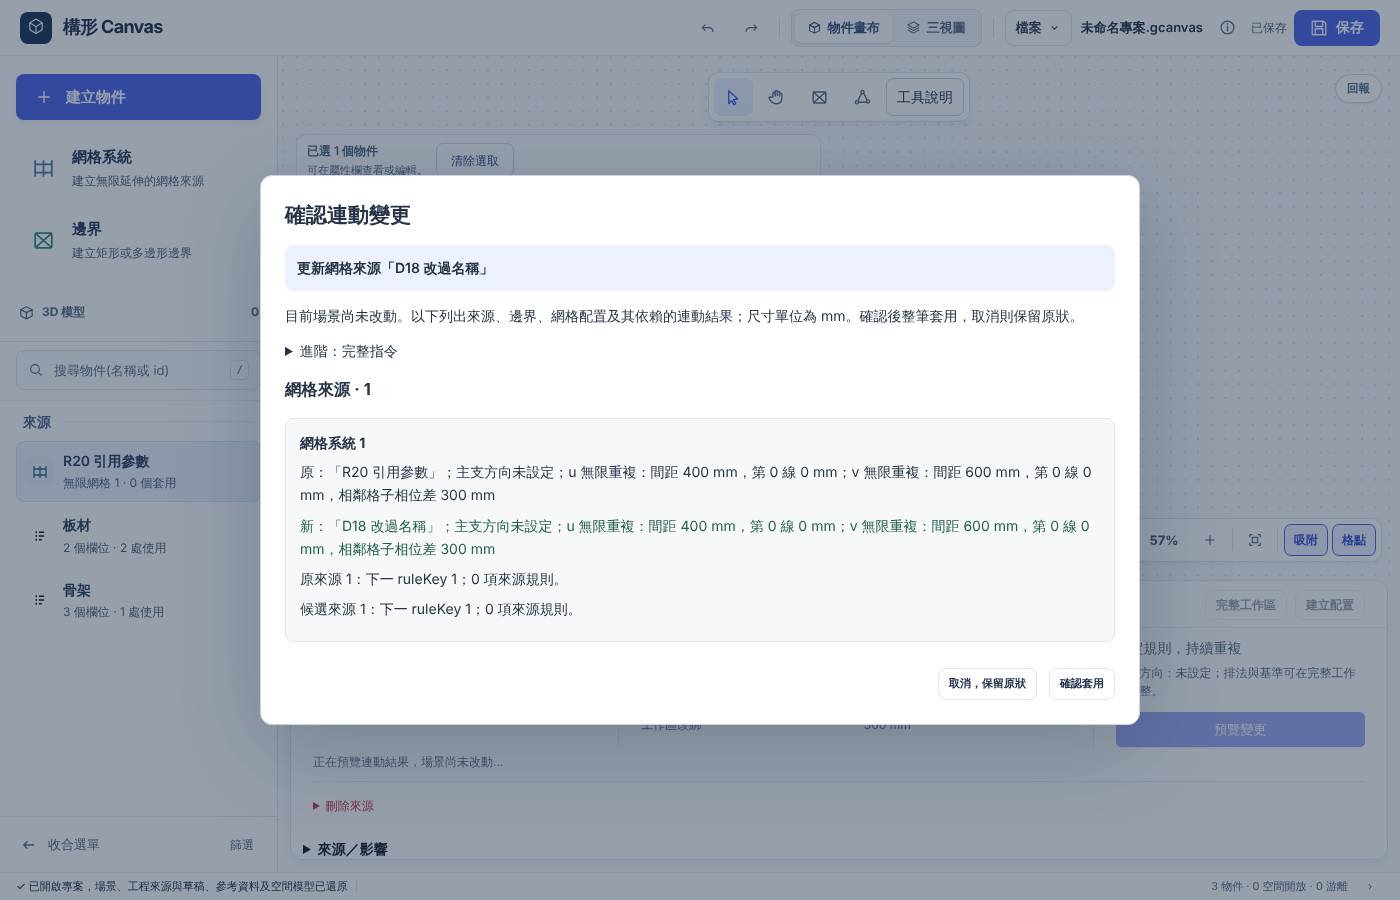 構形 Canvas
物件畫布
三視圖
檔案
未命名專案.gcanvas
已保存
保存
建立物件
工具說明
回報
網格系統
建立無限延伸的網格來源
已選 1 個物件
可在屬性欄查看或編輯。
清除選取
邊界
建立矩形或多邊形邊界
3D 模型
0
搜尋物件(名稱或 id)
/
來源
R20 引用參數
無限網格 1 · 0 個套用
板材
2 個欄位 · 2 處使用
骨架
3 個欄位 · 1 處使用
確認連動變更
更新網格來源「D18 改過名稱」
目前場景尚未改動。以下列出來源、邊界、網格配置及其依賴的連動結果；尺寸單位為 mm。確認後整筆套用，取消則保留原狀。
進階：完整指令
網格來源 · 1
網格系統 1
原：「R20 引用參數」；主支方向未設定；u 無限重複：間距 400 mm，第 0 線 0 mm；v 無限重複：間距 600 mm，第 0 線 0
mm，相鄰格子相位差 300 mm
新：「D18 改過名稱」；主支方向未設定；u 無限重複：間距 400 mm，第 0 線 0 mm；v 無限重複：間距 600 mm，第 0 線 0
mm，相鄰格子相位差 300 mm
原來源 1：下一 ruleKey 1；0 項來源規則。
候選來源 1：下一 ruleKey 1；0 項來源規則。
取消，保留原狀
確認套用
57%
吸附
格點
完整工作區
建立配置
規則，持續重複
方向：未設定；排法與基準可在完整工作
整。
預覽變更
300 mm
正在預覽連動結果，場景尚未改動...
刪除來源
來源／影響
收合選單
篩選
已開啟專案，場景、工程來源與草稿、參考資料及空間模型已還原
3 物件 · 0 空間開放 · 0 游離